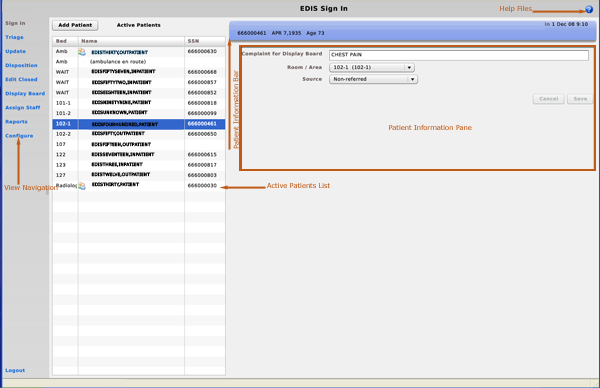 EDIS Sign In
Help Files
Sign In
Triage
Update
Disposition
Edit Closed
Display Board
Assign Staff
Reports
Configure
View Navigation
Logout
Add Patient Active Patients
Bed Name SSN
Amb EDISTHIRTY,OUTPATIENT 666000630
Amb (ambulance en route)
WAIT EDISFIFTYSEVEN,INPATIENT 666000668
WAIT EDISFIFTYTWO,INPATIENT 666000857
WAIT EDISEIGHTEEN,INPATIENT 666000852
101-1 EDISNINETYNINE,PATIENT 666000818
101-2 EDISUNKNOWN,PATIENT 666000099
102-1 666000461
102-2 EDISFIFTY,OUTPATIENT 666000650
107 EDISFIFTEEN,OUTPATIENT
122 EDISSEVENTEEN,INPATIENT 666000615
123 EDISTHREE,INPATIENT 666000817
127 EDISTWELVE,OUTPATIENT 666000803
Radiolog EDISTHIRTY,PATIENT 666000030
Active Patients List
Patient Information Bar
In 1 Dec 08 9:10
666000461 APR 7,1935 Age 73
Complaint for Display Board CHEST PAIN
Room / Area 102-1 (102-1)
Source Non-referred
Cancel Save
Patient Information Pane